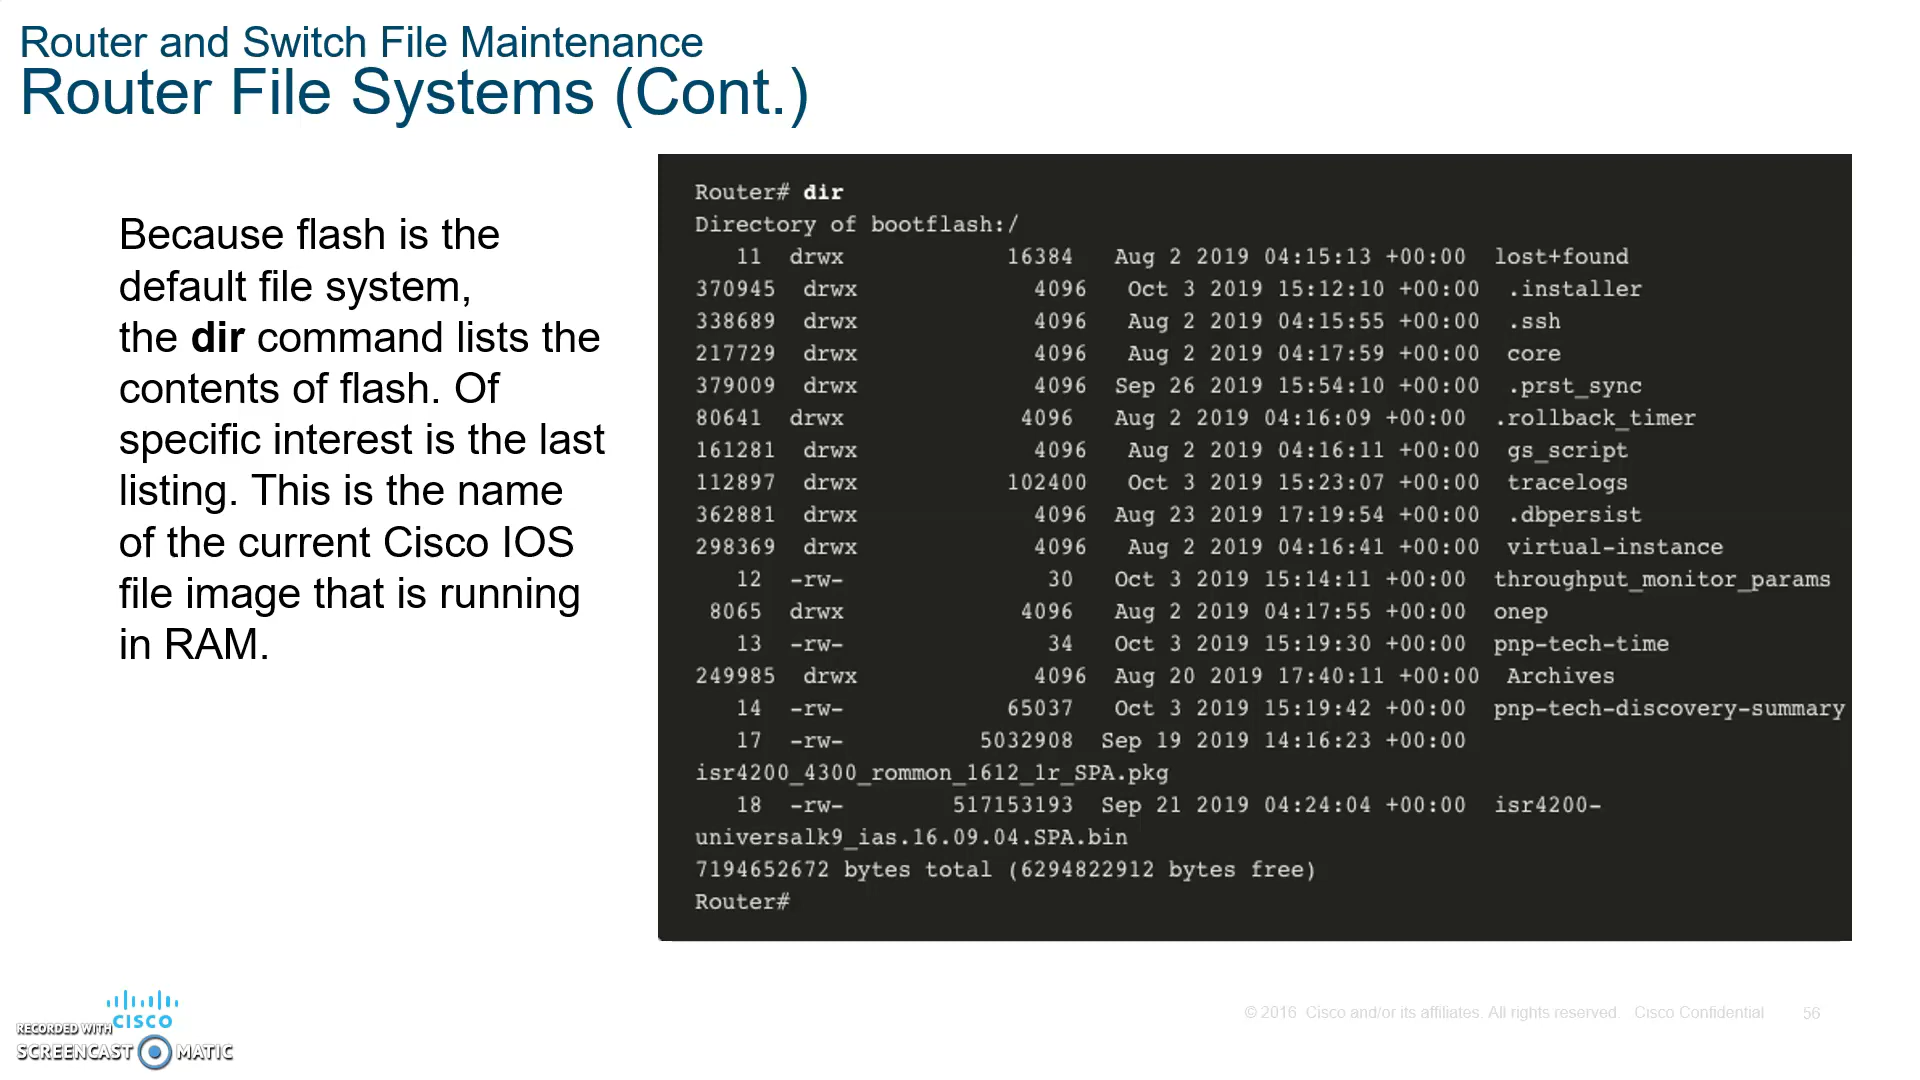 Router and Switch File Maintenance
Router File Systems (Cont.)
Because flash is the
default file system,
the dir command lists the
contents of flash. Of
specific interest is the last
listing. This is the name
of the current Cisco IOS
file image that is running
in RAM.
Router# dir
Directory of bootflash:/
11 drwx 16384 Aug 2 2019 04:15:13 +00:00 lost+found
370945 drwx 4096 Oct 3 2019 15:12:10 +00:00 .installer
338689 drwx 4096 Aug 2 2019 04:15:55 +00:00 .ssh
217729 drwx 4096 Aug 2 2019 04:17:59 +00:00 core
379009 drwx 4096 Sep 26 2019 15:54:10 +00:00 .prst_sync
80641 drwx 4096 Aug 2 2019 04:16:09 +00:00 .rollback_timer
161281 drwx 4096 Aug 2 2019 04:16:11 +00:00 gs_script
112897 drwx 102400 Oct 3 2019 15:23:07 +00:00 tracelogs
362881 drwx 4096 Aug 23 2019 17:19:54 +00:00 .dbpersist
298369 drwx 4096 Aug 2 2019 04:16:41 +00:00 virtual-instance
12 -rw- 30 Oct 3 2019 15:14:11 +00:00 throughput_monitor_params
8065 drwx 4096 Aug 2 2019 04:17:55 +00:00 onep
13 -rw- 34 Oct 3 2019 15:19:30 +00:00 pnp-tech-time
249985 drwx 4096 Aug 20 2019 17:40:11 +00:00 Archives
14 -rw- 65037 Oct 3 2019 15:19:42 +00:00 pnp-tech-discovery-summary
17 -rw- 5032908 Sep 19 2019 14:16:23 +00:00
isr4200_4300_rommon_1612_1r_SPA.pkg
18 -rw- 517153193 Sep 21 2019 04:24:04 +00:00 isr4200-
universalk9_ias.16.09.04.SPA.bin
7194652672 bytes total (6294822912 bytes free)
Router#
CISCO
RECORDED WITH
SCREENCAST MATIC
© 2016 Cisco and/or its affiliates. All rights reserved. Cisco Confidential 56